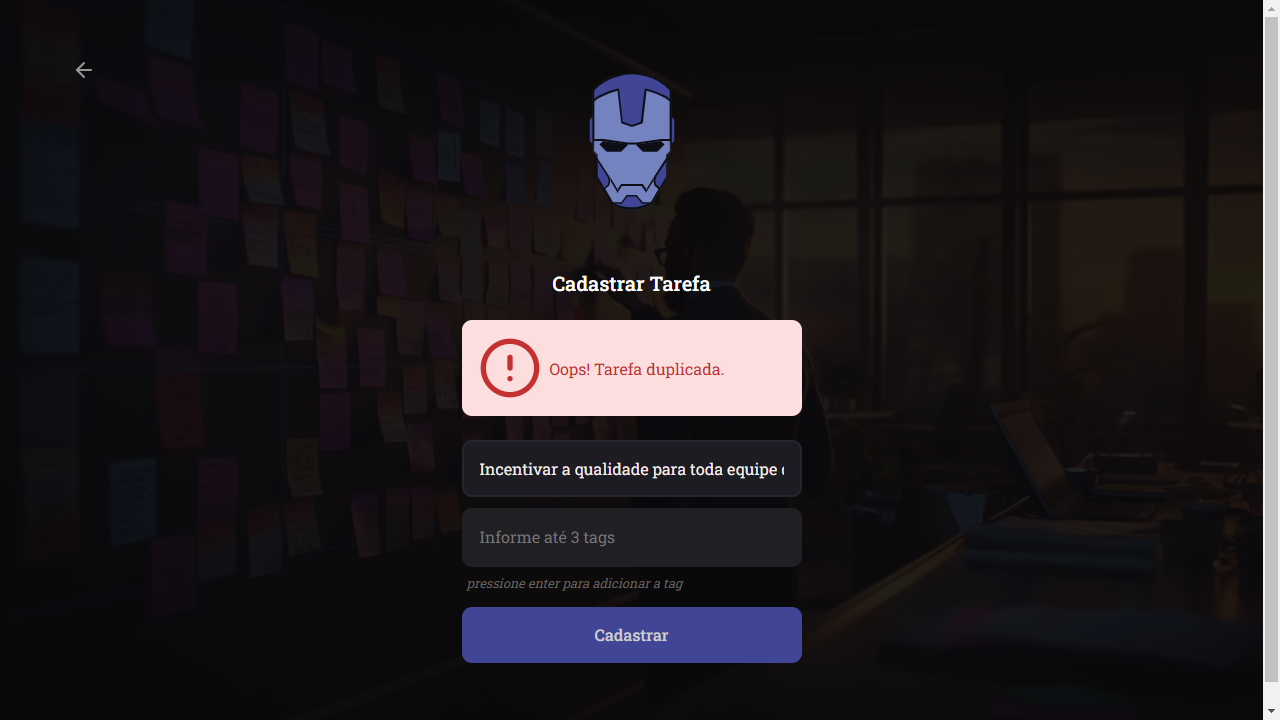 Cadastrar Tarefa
Oops! Tarefa duplicada.
Incentivar a qualidade para toda equipe
Informe até 3 tags
pressione enter para adicionar a tag
Cadastrar